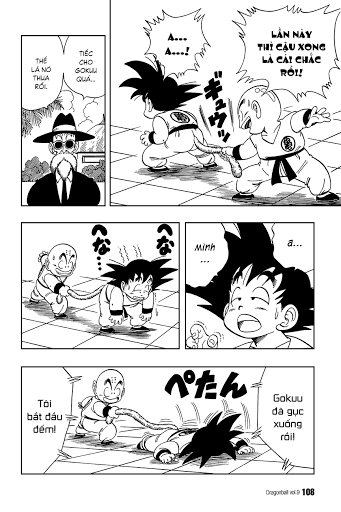 LẦN NÀY
THÌ CẬU XONG
LÀ CÁI CHẮC
RỒI!
A...
A...!
ギュウッ
TIẾC
CHO
GOKUU
QUÁ...
THẾ
LÀ NÓ
THUA
RỒI.
a...
Mình
...
へな
へな…
Gokuu
đã gục
xuống
rồi!
ぺたん
Tôi
bắt đầu
đếm!
Dragonball vol.9 108